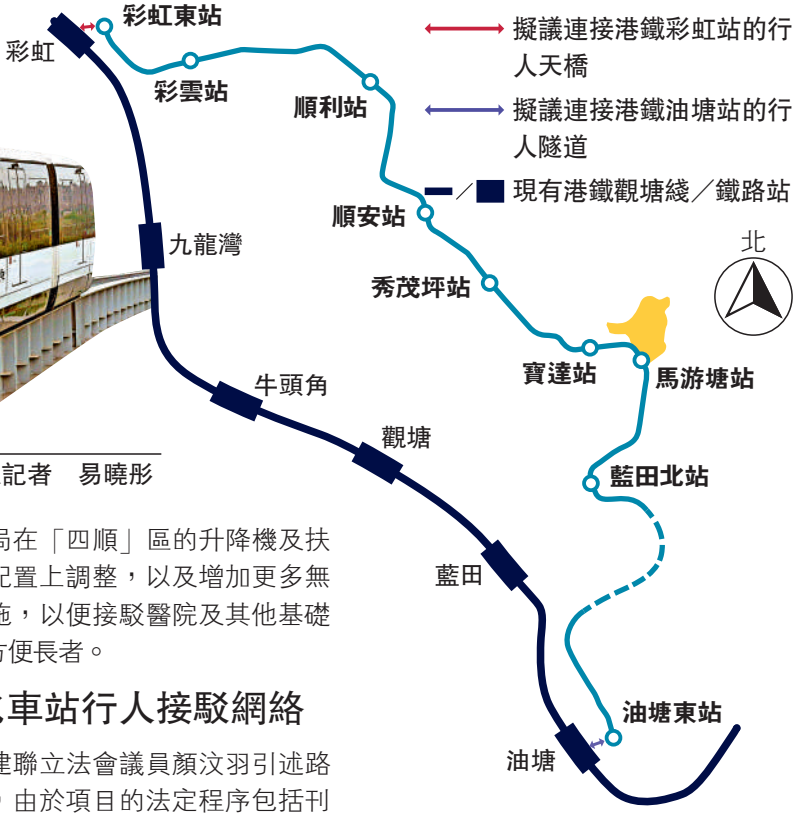 彩虹東站
彩虹
彩雲站
順利站
擬議連接港鐵彩虹站的行
人天橋
擬議連接港鐵油塘站的行
人隧道
／ 現有港鐵觀塘綫／鐵路站
順安站
北
九龍灣
秀茂坪站
寶達站
馬游塘站
牛頭角
觀塘
藍田北站
藍田
油塘東站
油塘
記者 易曉彤
局在「四順」區的升降機及扶
配置上調整，以及增加更多無
施，以便接駁醫院及其他基礎
方便長者。
車站行人接駁網絡
建聯立法會議員顏汶羽引述路
由於項目的法定程序包括刊